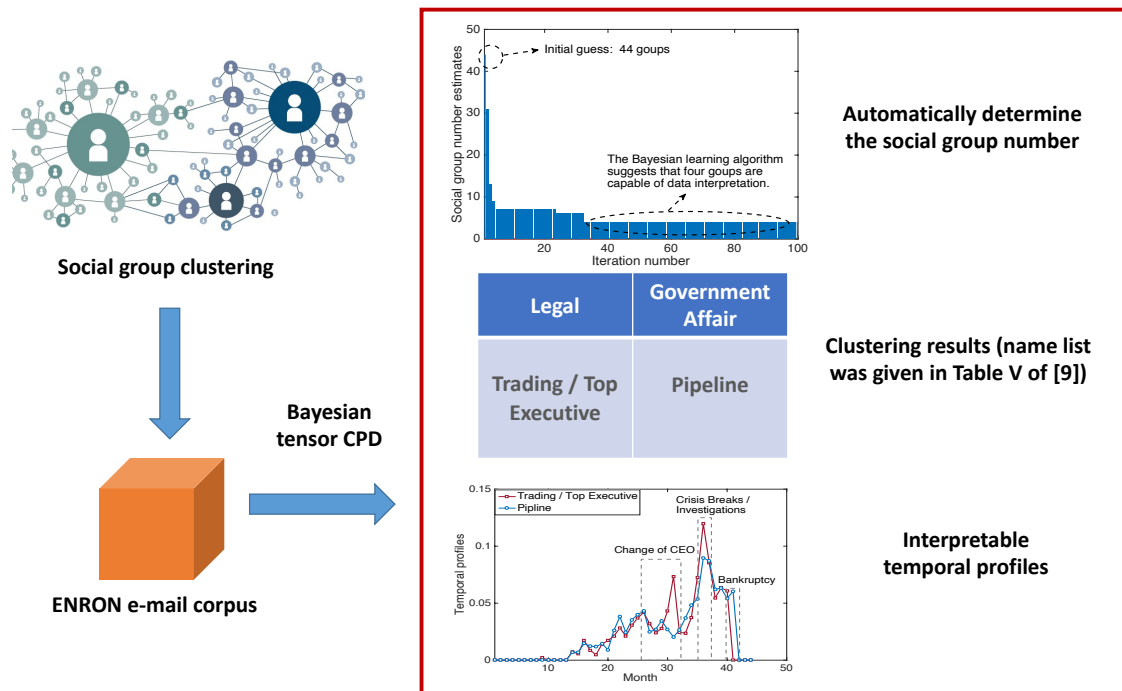 Social group clustering
Bayesian
tensor CPD
ENRON e-mail corpus
Social group number estimates
50
40
30
20
10
0
Initial guess:  44 goups
The Bayesian learning algorithm
suggests that four goups are
capable of data interpretation.
20
40
60
80
100
Iteration number
Automatically determine
the social group number
Legal
Government
Affair
Trading / Top
Executive
Pipeline
Clustering results (name list
was given in Table V of [9])
Temporal profiles
0.15
0.1
0.05
0
Trading / Top Executive
Pipline
Change of CEO
Crisis Breaks /
Investigations
Bankruptcy
10
20
30
40
50
Month
Interpretable
temporal profiles